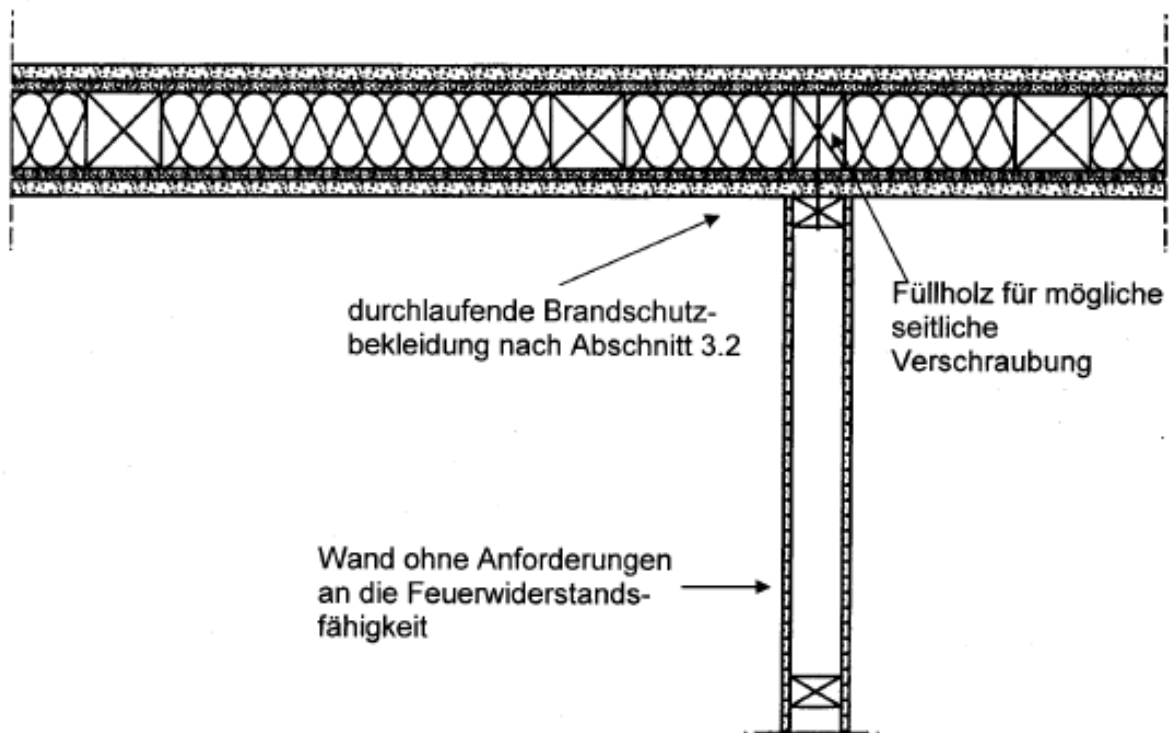 durchlaufende Brandschutz-
bekleidung nach Abschnitt 3.2
Füllholz für mögliche
seitliche
Verschraubung
Wand ohne Anforderungen
an die Feuerwiderstands-
fähigkeit